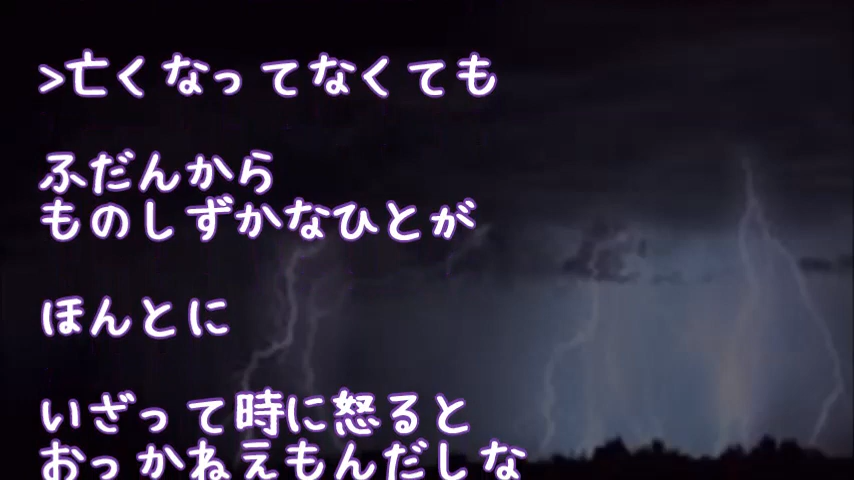 >亡くなってなくても
ふだんから
ものしずかなひとが
ほんとに
いざって時に怒ると
おっかねえもんだしな